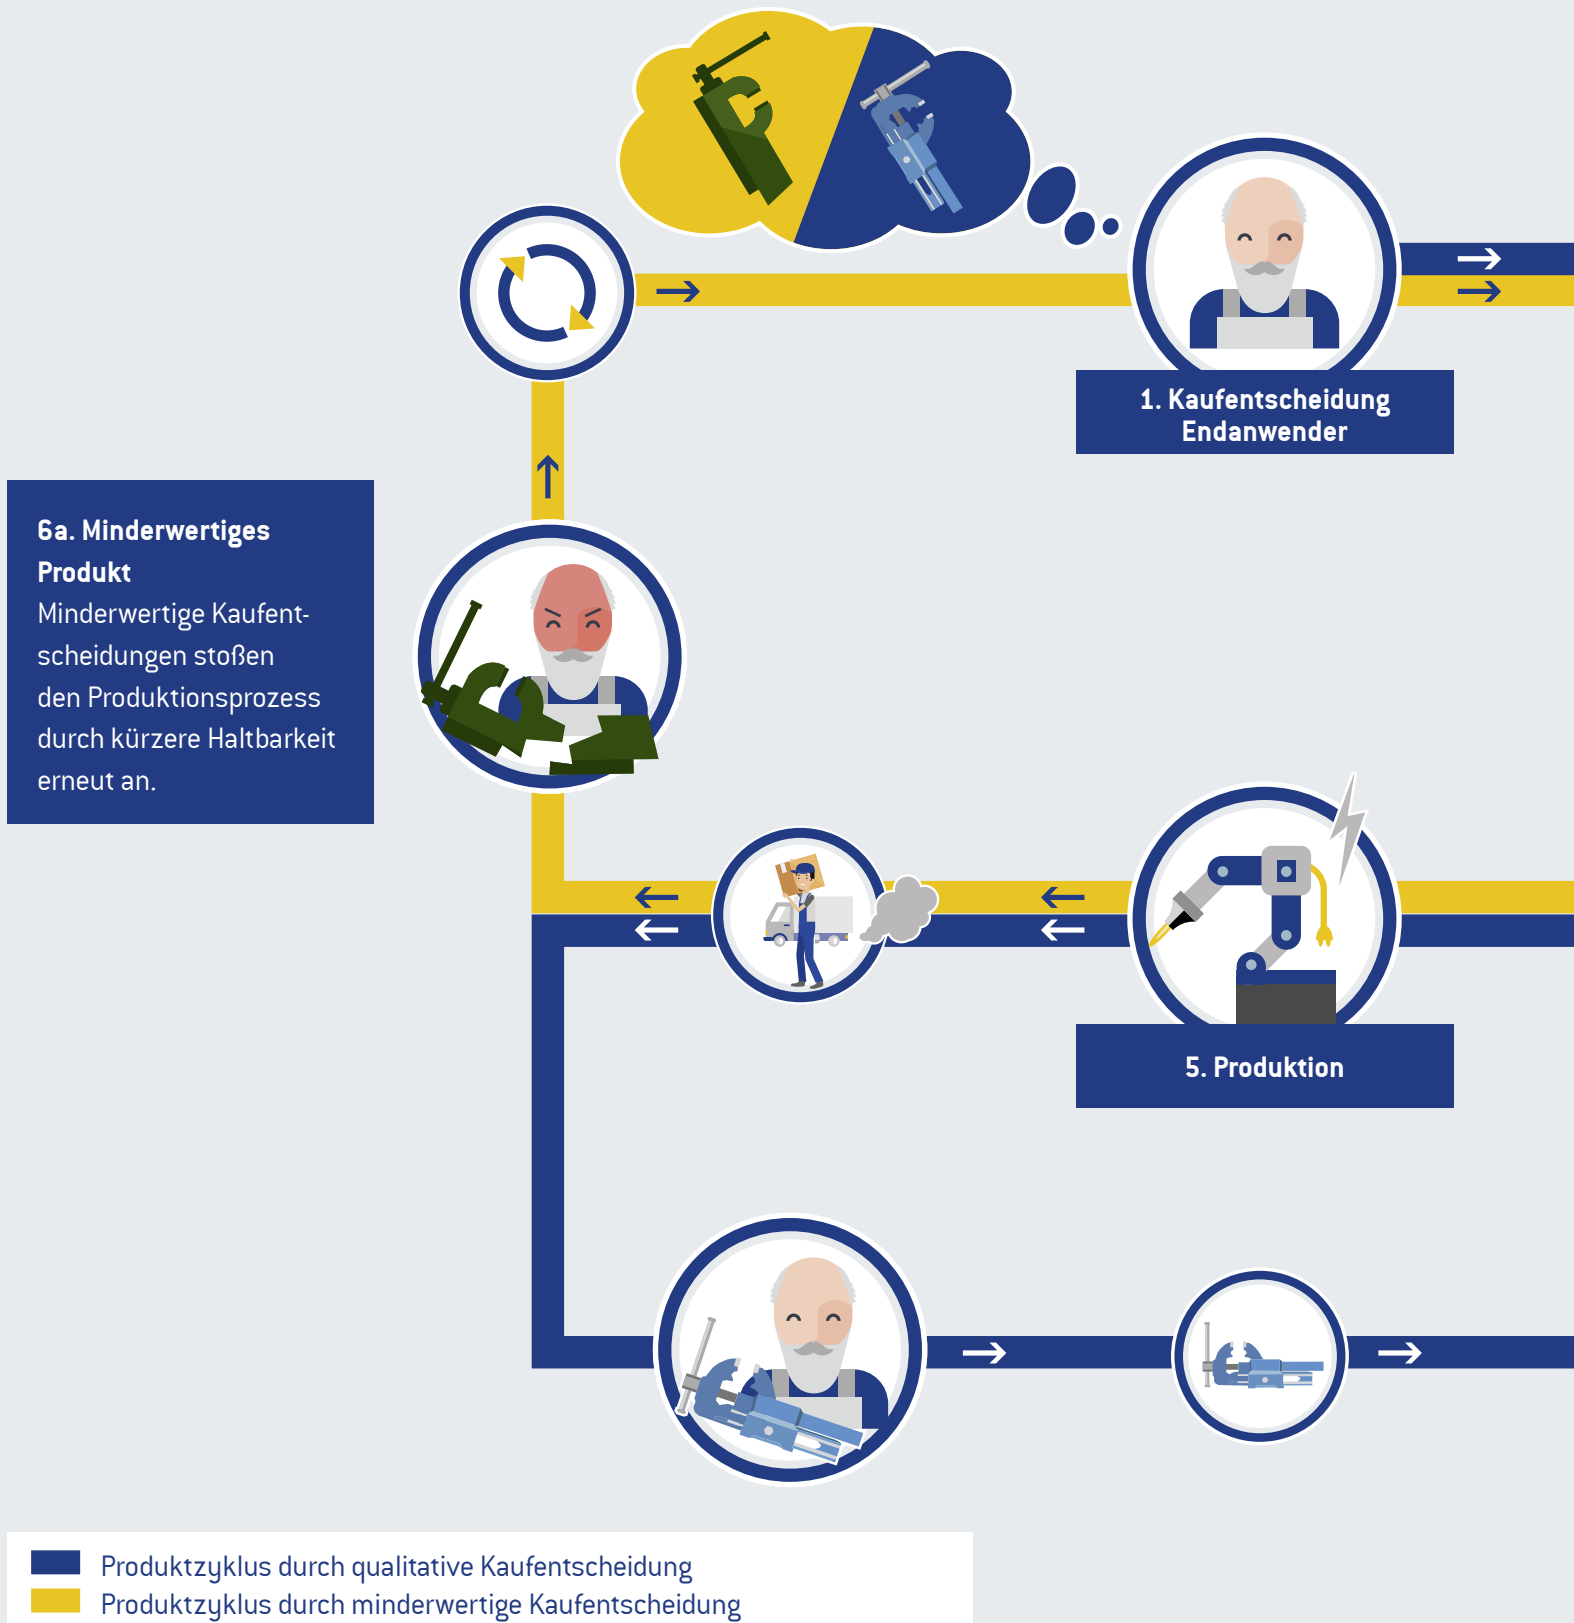 1. Kaufentscheidung
Endanwender
6a. Minderwertiges
Produkt
Minderwertige Kaufent-
scheidungen stoßen
den Produktionsprozess
durch kürzere Haltbarkeit
erneut an.
5. Produktion
Produktzyklus durch qualitative Kaufentscheidung
Produktzyklus durch minderwertige Kaufentscheidung